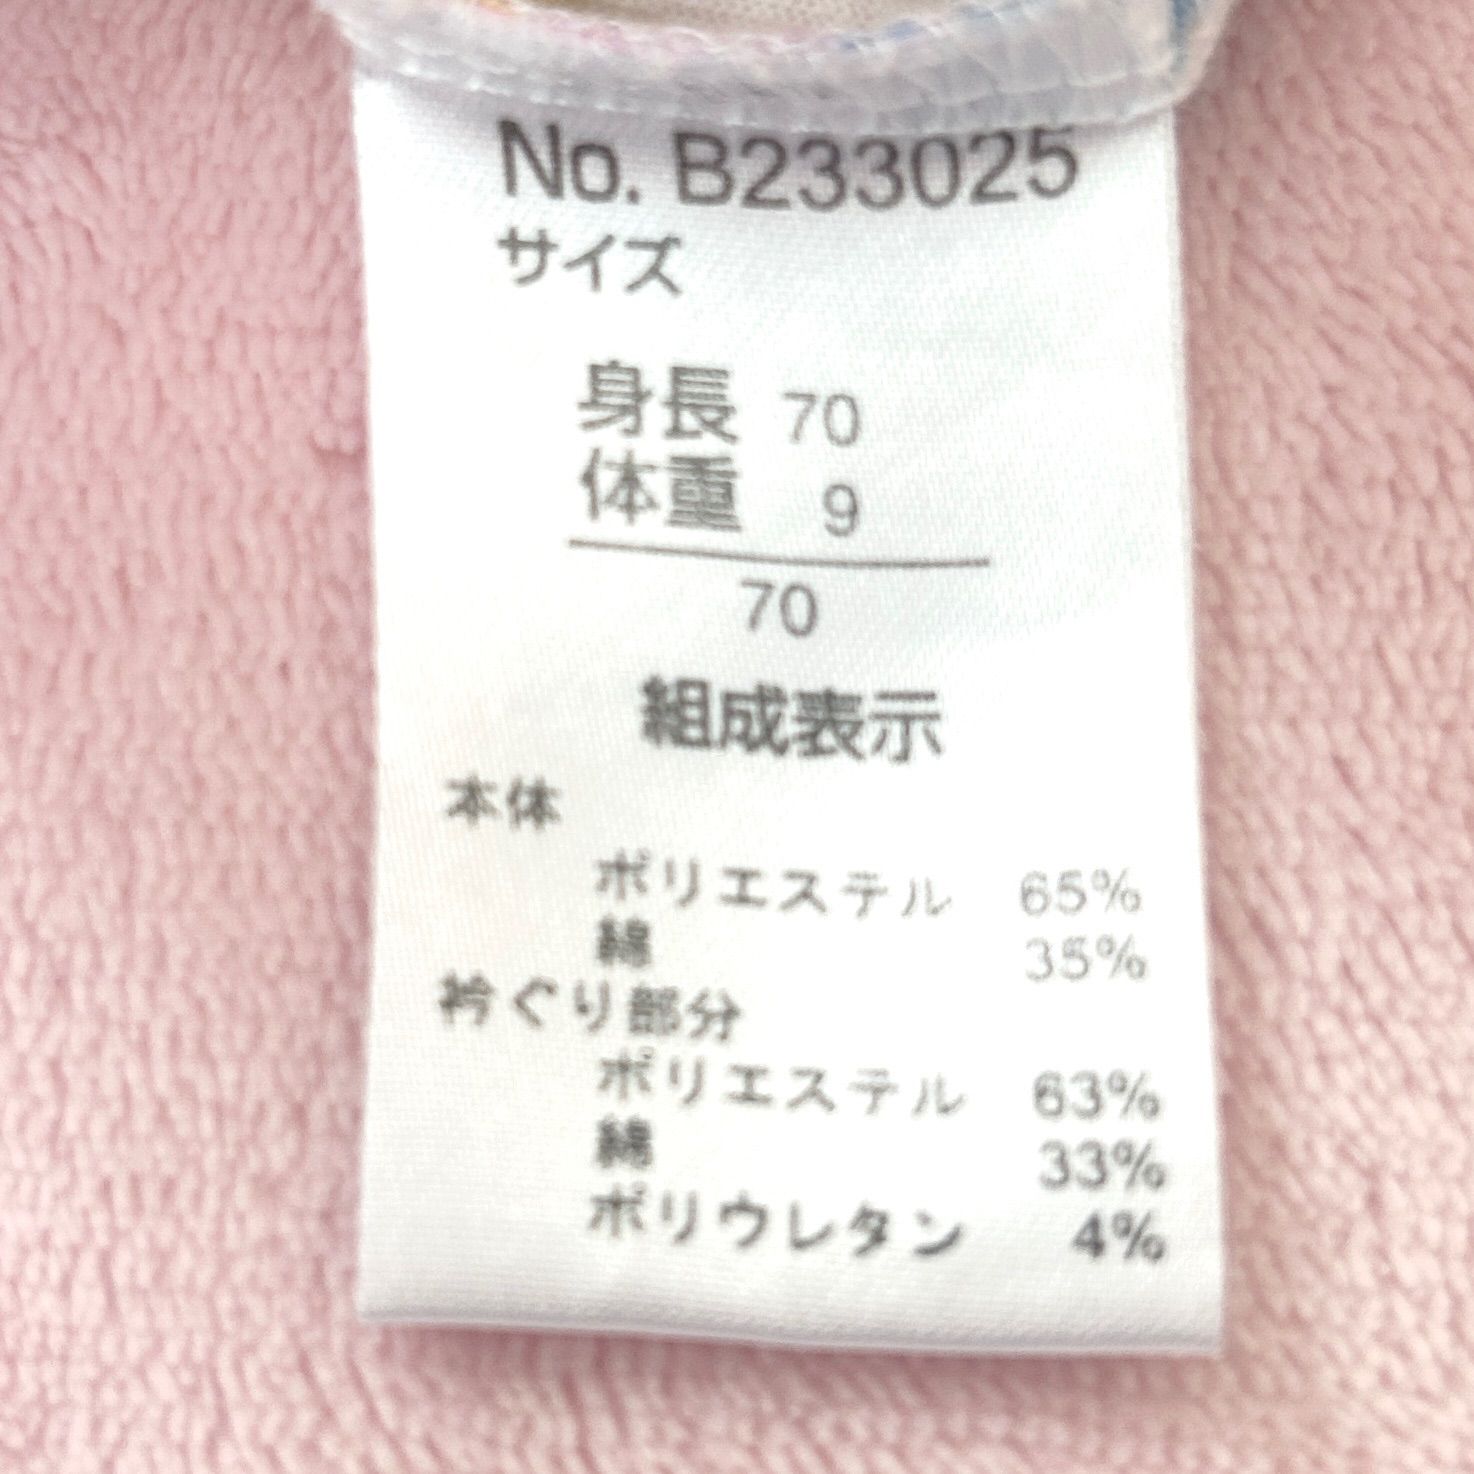 No. B233025
サイズ
身長 70
体重 9
70
組成表示
本体
ポリエステル 65%
綿 35%
衿ぐり部分
ポリエステル 63%
綿 33%
ポリウレタン 4%